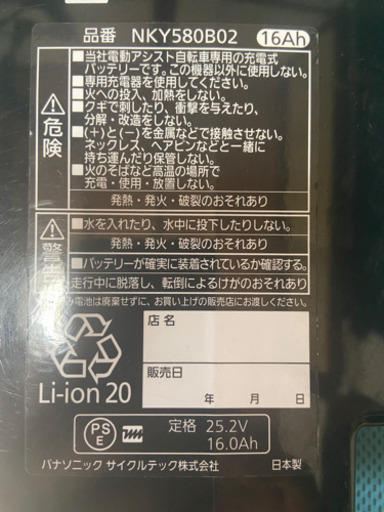 品番 NKY580B02 16Ah
■当社電動アシスト自転車専用の充電式
バッテリーです。この機器以外に使用しない。
■専用充電器を使用してください。
■火への投入、加熱をしない。
■クギで刺したり、衝撃を与えたり、
分解・改造をしない。
■(+)と(−)を金属などで接触させない。
ネックレス、ヘアピンなどと一緒に
持ち運んだり保管しない。
■火のそばなど高温の場所で
充電・使用・放置しない。
発熱・発火・破裂のおそれあり
危険
■水を入れたり、水中に投下したりしない。
発熱・発火・破裂のおそれあり
■バッテリーが確実に装着されているか確認する。
走行中に脱落し、転倒によるけがのおそれあり
警告
み電池は廃棄せずに、お買い上げの販売店にお渡しください。
Li-ion 20
店名
販売日
年 月 日
PSE
定格 25.2V
16.0Ah
パナソニック サイクルテック株式会社 日本製